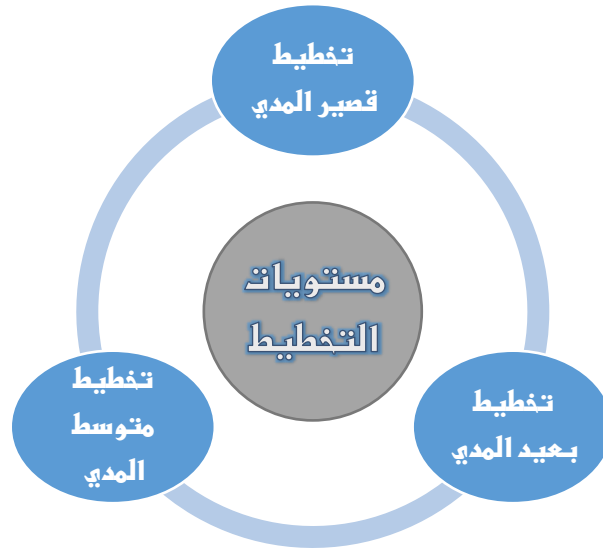 تخطيط
قصير المدي
مستويات
التخطيط
تخطيط
بعيد المدي
تخطيط
متوسط
المدي